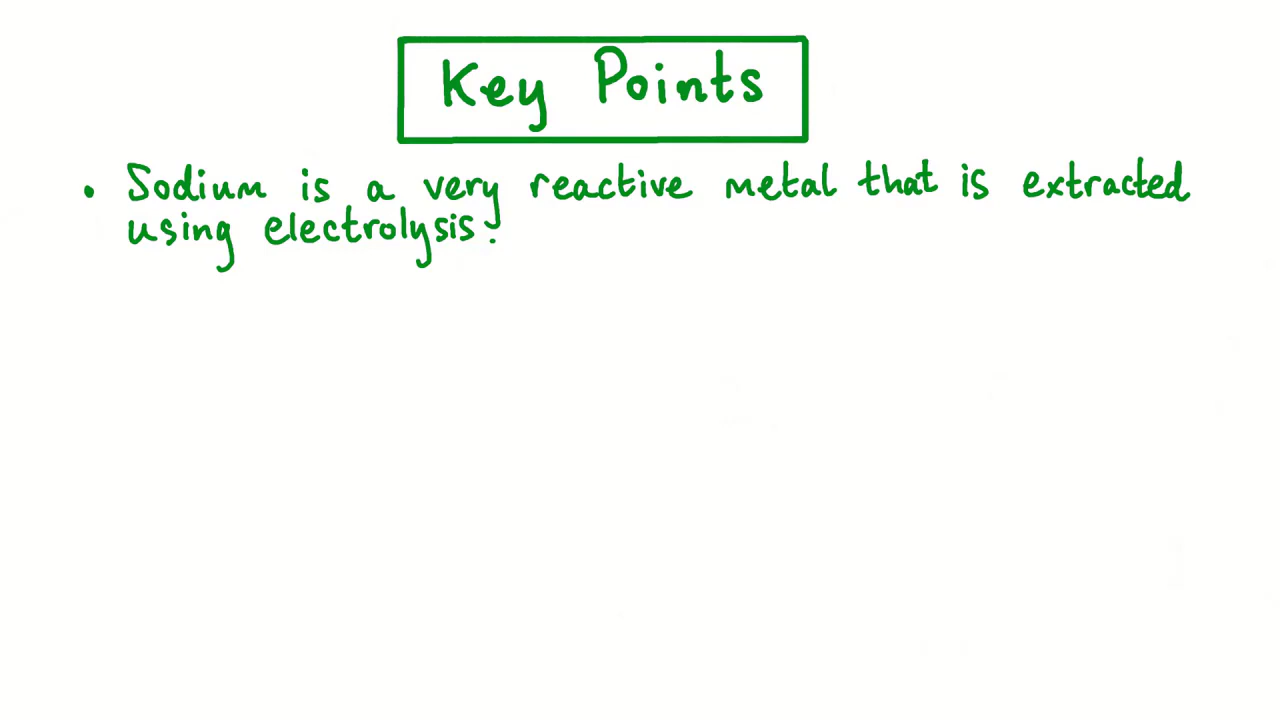 Key Points
• Sodium is a very reactive metal that is extracted
using electrolysis.